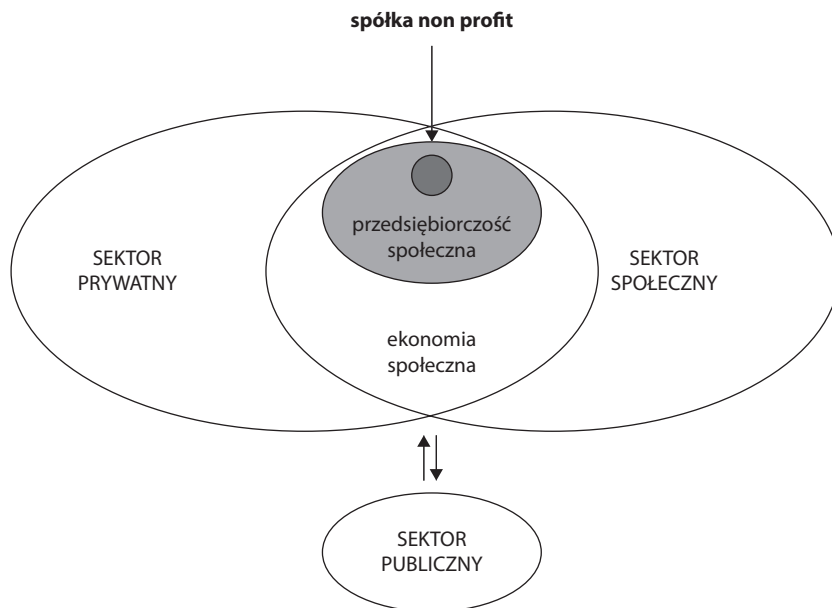 spółka non profit
przedsiębiorczość
społeczna
SEKTOR
PRYWATNY
SEKTOR
SPOŁECZNY
ekonomia
społeczna
SEKTOR
PUBLICZNY